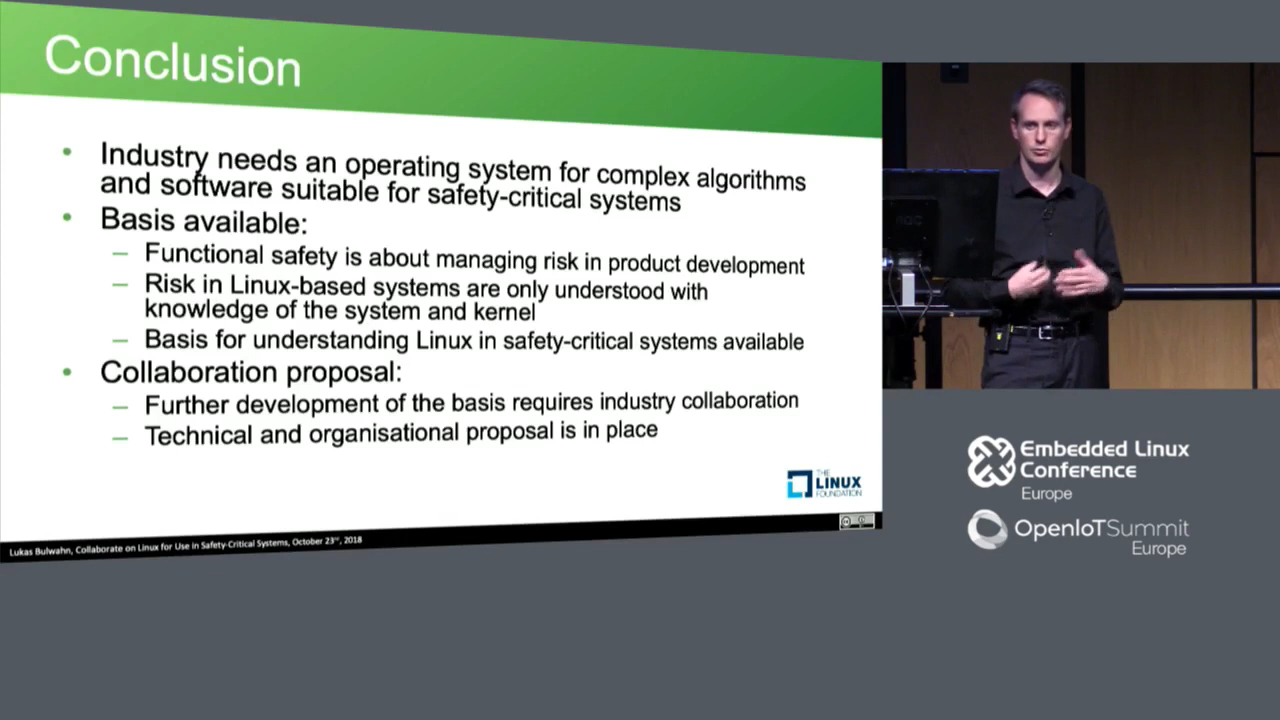 Conclusion
Industry needs an operating system for complex algorithms
and software suitable for safety-critical systems
Basis available:
Functional safety is about managing risk in product development
Risk in Linux-based systems are only understood with
knowledge of the system and kernel
Basis for understanding Linux in safety-critical systems available
Collaboration proposal:
Further development of the basis requires industry collaboration
Technical and organisational proposal is in place
THE
LINUX
FOUNDATION
Lukas Bulwahn, Collaborate on Linux for Use in Safety-Critical Systems, October 23rd, 2018
Embedded Linux
Conference
Europe
OpenIoTSummit
Europe